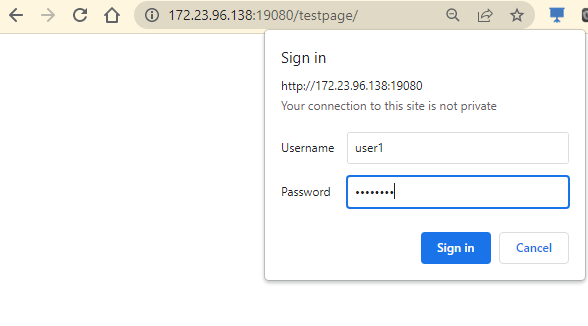 172.23.96.138:19080/testpage/
Sign in
http://172.23.96.138:19080
Your connection to this site is not private
Username user1
Password ••••••••
Sign in Cancel